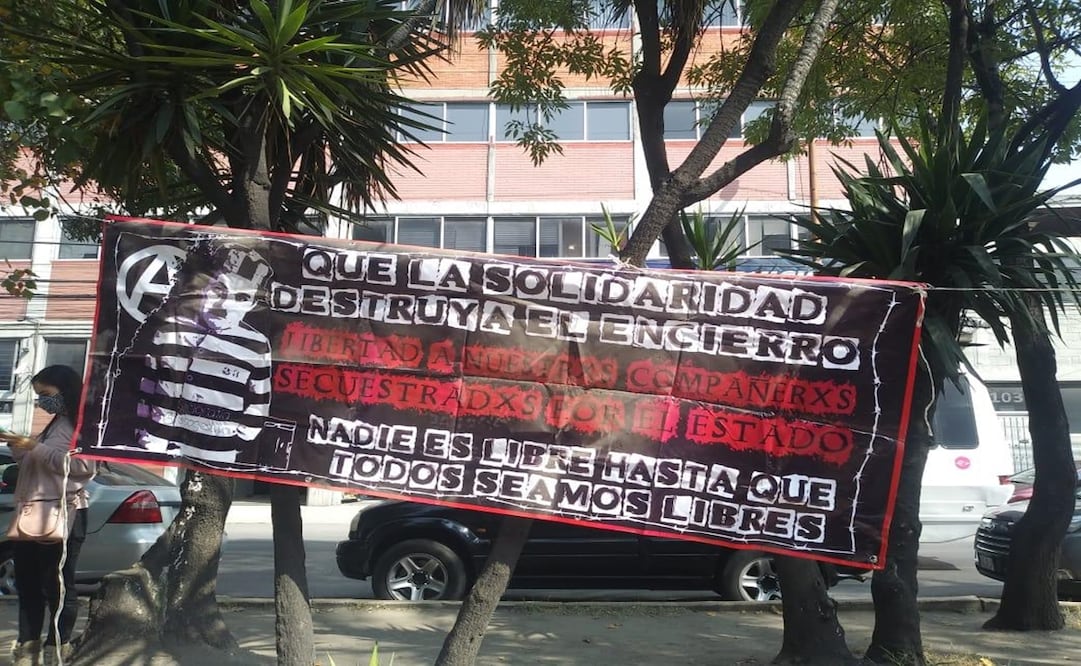 QUE LA SOLIDARIDAD
DESTRUYA EL ENCIERRO
LIBERTAD A NUESTRXS COMPAÑERXS
SECUESTRADXS POR EL ESTADO
NADIE ES LIBRE HASTA QUE
TODOS SEAMOS LIBRES
103